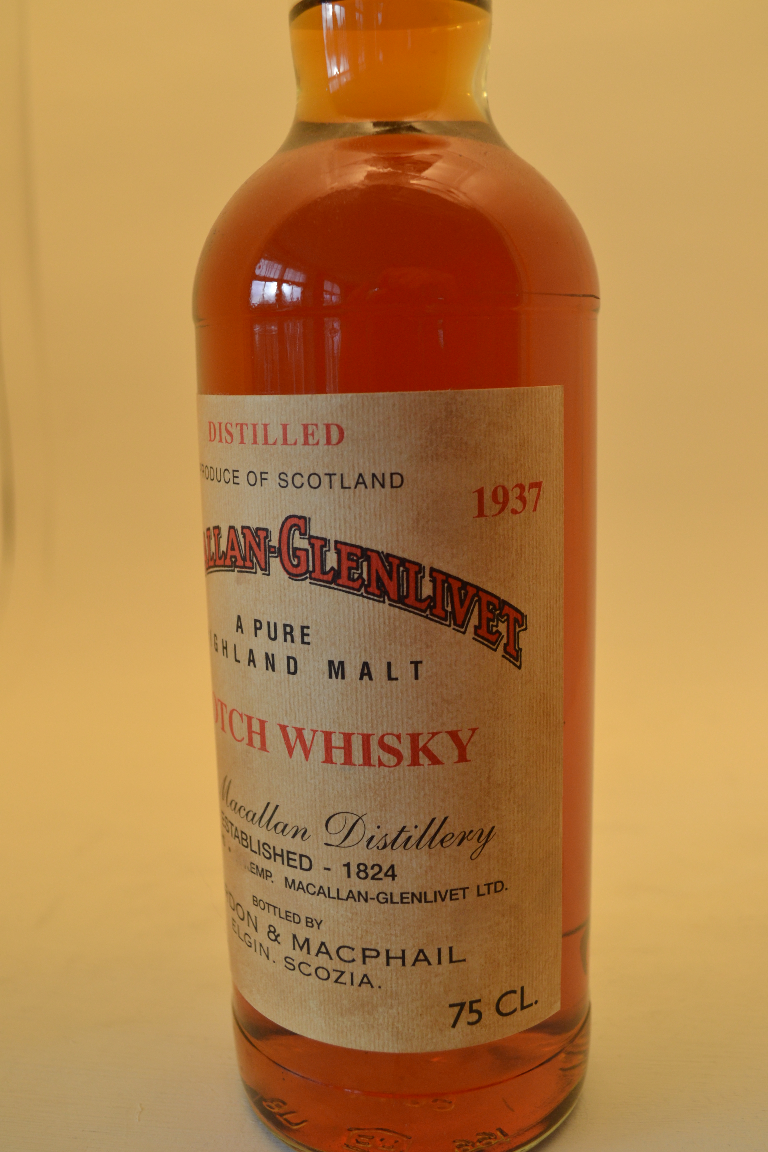 DISTILLED
PRODUCE OF SCOTLAND
1937
ALLAN-GLENLIVET
A PURE
GHLAND MALT
OTCH WHISKY
Macallan Distillery
ESTABLISHED - 1824
EMP. MACALLAN-GLENLIVET LTD.
BOTTLED BY
DON & MACPHAIL
ELGIN. SCOZIA.
75 CL.